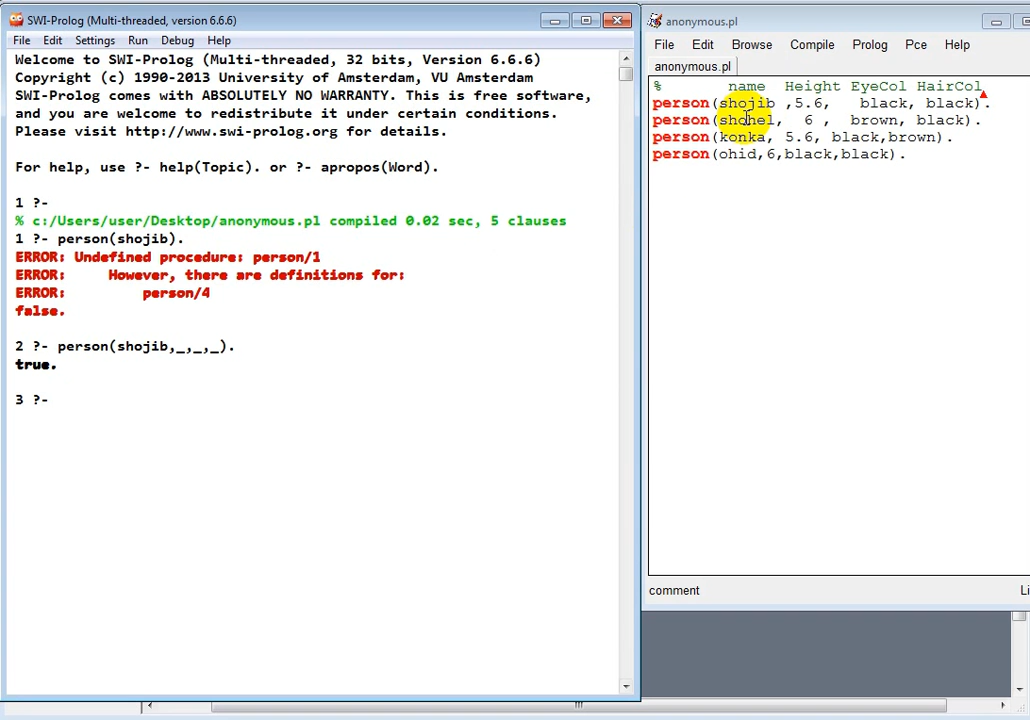 SWI-Prolog (Multi-threaded, version 6.6.6)
File Edit Settings Run Debug Help
Welcome to SWI-Prolog (Multi-threaded, 32 bits, Version 6.6.6)
Copyright (c) 1990-2013 University of Amsterdam, VU Amsterdam
SWI-Prolog comes with ABSOLUTELY NO WARRANTY. This is free software,
and you are welcome to redistribute it under certain conditions.
Please visit http://www.swi-prolog.org for details.
For help, use ?- help(Topic). or ?- apropos(Word).
1 ?-
% c:/Users/user/Desktop/anonymous.pl compiled 0.02 sec, 5 clauses
1 ?- person(shojib).
ERROR: Undefined procedure: person/1
ERROR:     However, there are definitions for:
ERROR:         person/4
false.
2 ?- person(shojib,_,_,_).
true.
3 ?-
anonymous.pl
File Edit Browse Compile Prolog Pce Help
anonymous.pl
%        name  Height EyeCol HairCol
person(shojib ,5.6,   black, black).
person(shohel,  6 ,  brown, black).
person(konka, 5.6, black,brown).
person(ohid,6,black,black).
comment
Li